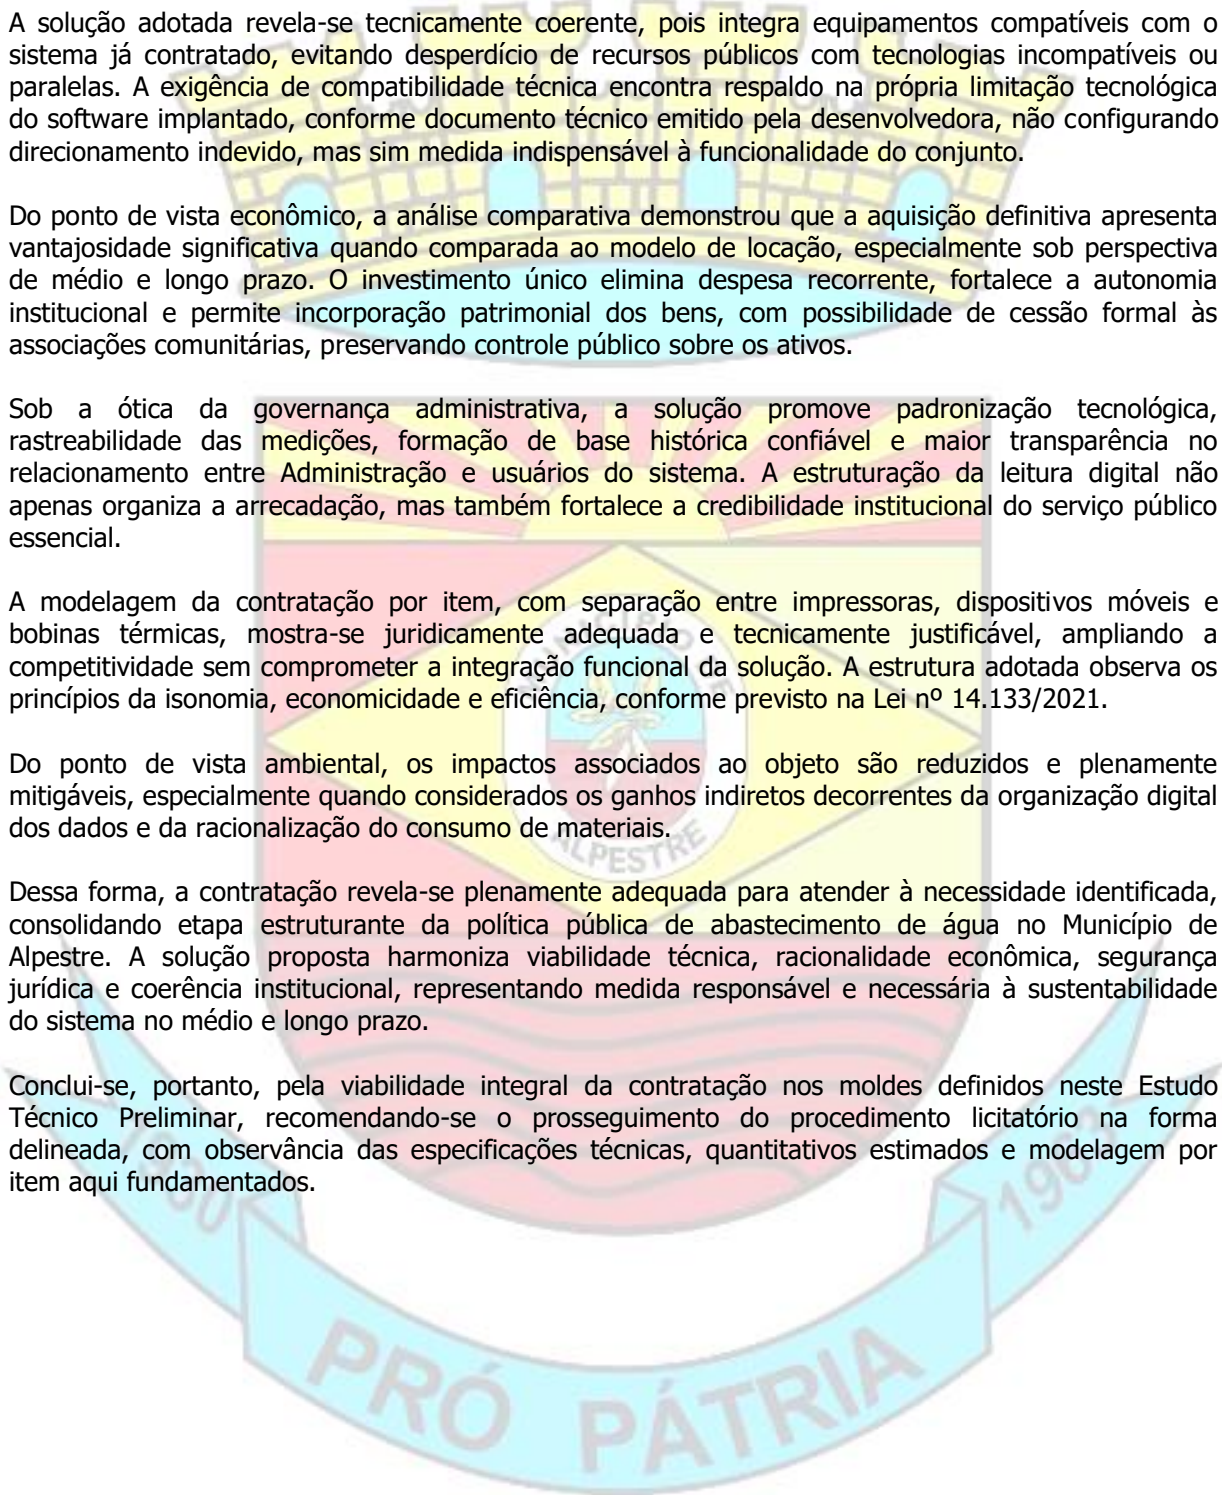 A solução adotada revela-se tecnicamente coerente, pois integra equipamentos compatíveis com o
sistema já contratado, evitando desperdício de recursos públicos com tecnologias incompatíveis ou
paralelas. A exigência de compatibilidade técnica encontra respaldo na própria limitação tecnológica
do software implantado, conforme documento técnico emitido pela desenvolvedora, não configurando
direcionamento indevido, mas sim medida indispensável à funcionalidade do conjunto.
Do ponto de vista econômico, a análise comparativa demonstrou que a aquisição definitiva apresenta
vantajosidade significativa quando comparada ao modelo de locação, especialmente sob perspectiva
de médio e longo prazo. O investimento único elimina despesa recorrente, fortalece a autonomia
institucional e permite incorporação patrimonial dos bens, com possibilidade de cessão formal às
associações comunitárias, preservando controle público sobre os ativos.
Sob a ótica da governança administrativa, a solução promove padronização tecnológica,
rastreabilidade das medições, formação de base histórica confiável e maior transparência no
relacionamento entre Administração e usuários do sistema. A estruturação da leitura digital não
apenas organiza a arrecadação, mas também fortalece a credibilidade institucional do serviço público
essencial.
A modelagem da contratação por item, com separação entre impressoras, dispositivos móveis e
bobinas térmicas, mostra-se juridicamente adequada e tecnicamente justificável, ampliando a
competitividade sem comprometer a integração funcional da solução. A estrutura adotada observa os
princípios da isonomia, economicidade e eficiência, conforme previsto na Lei nº 14.133/2021.
Do ponto de vista ambiental, os impactos associados ao objeto são reduzidos e plenamente
mitigáveis, especialmente quando considerados os ganhos indiretos decorrentes da organização digital
dos dados e da racionalização do consumo de materiais.
Dessa forma, a contratação revela-se plenamente adequada para atender à necessidade identificada,
consolidando etapa estruturante da política pública de abastecimento de água no Município de
Alpestre. A solução proposta harmoniza viabilidade técnica, racionalidade econômica, segurança
jurídica e coerência institucional, representando medida responsável e necessária à sustentabilidade
do sistema no médio e longo prazo.
Conclui-se, portanto, pela viabilidade integral da contratação nos moldes definidos neste Estudo
Técnico Preliminar, recomendando-se o prosseguimento do procedimento licitatório na forma
delineada, com observância das especificações técnicas, quantitativos estimados e modelagem por
item aqui fundamentados.
MUNICÍPIO DE
ALPESTRE
1963
PRÓ PÁTRIA